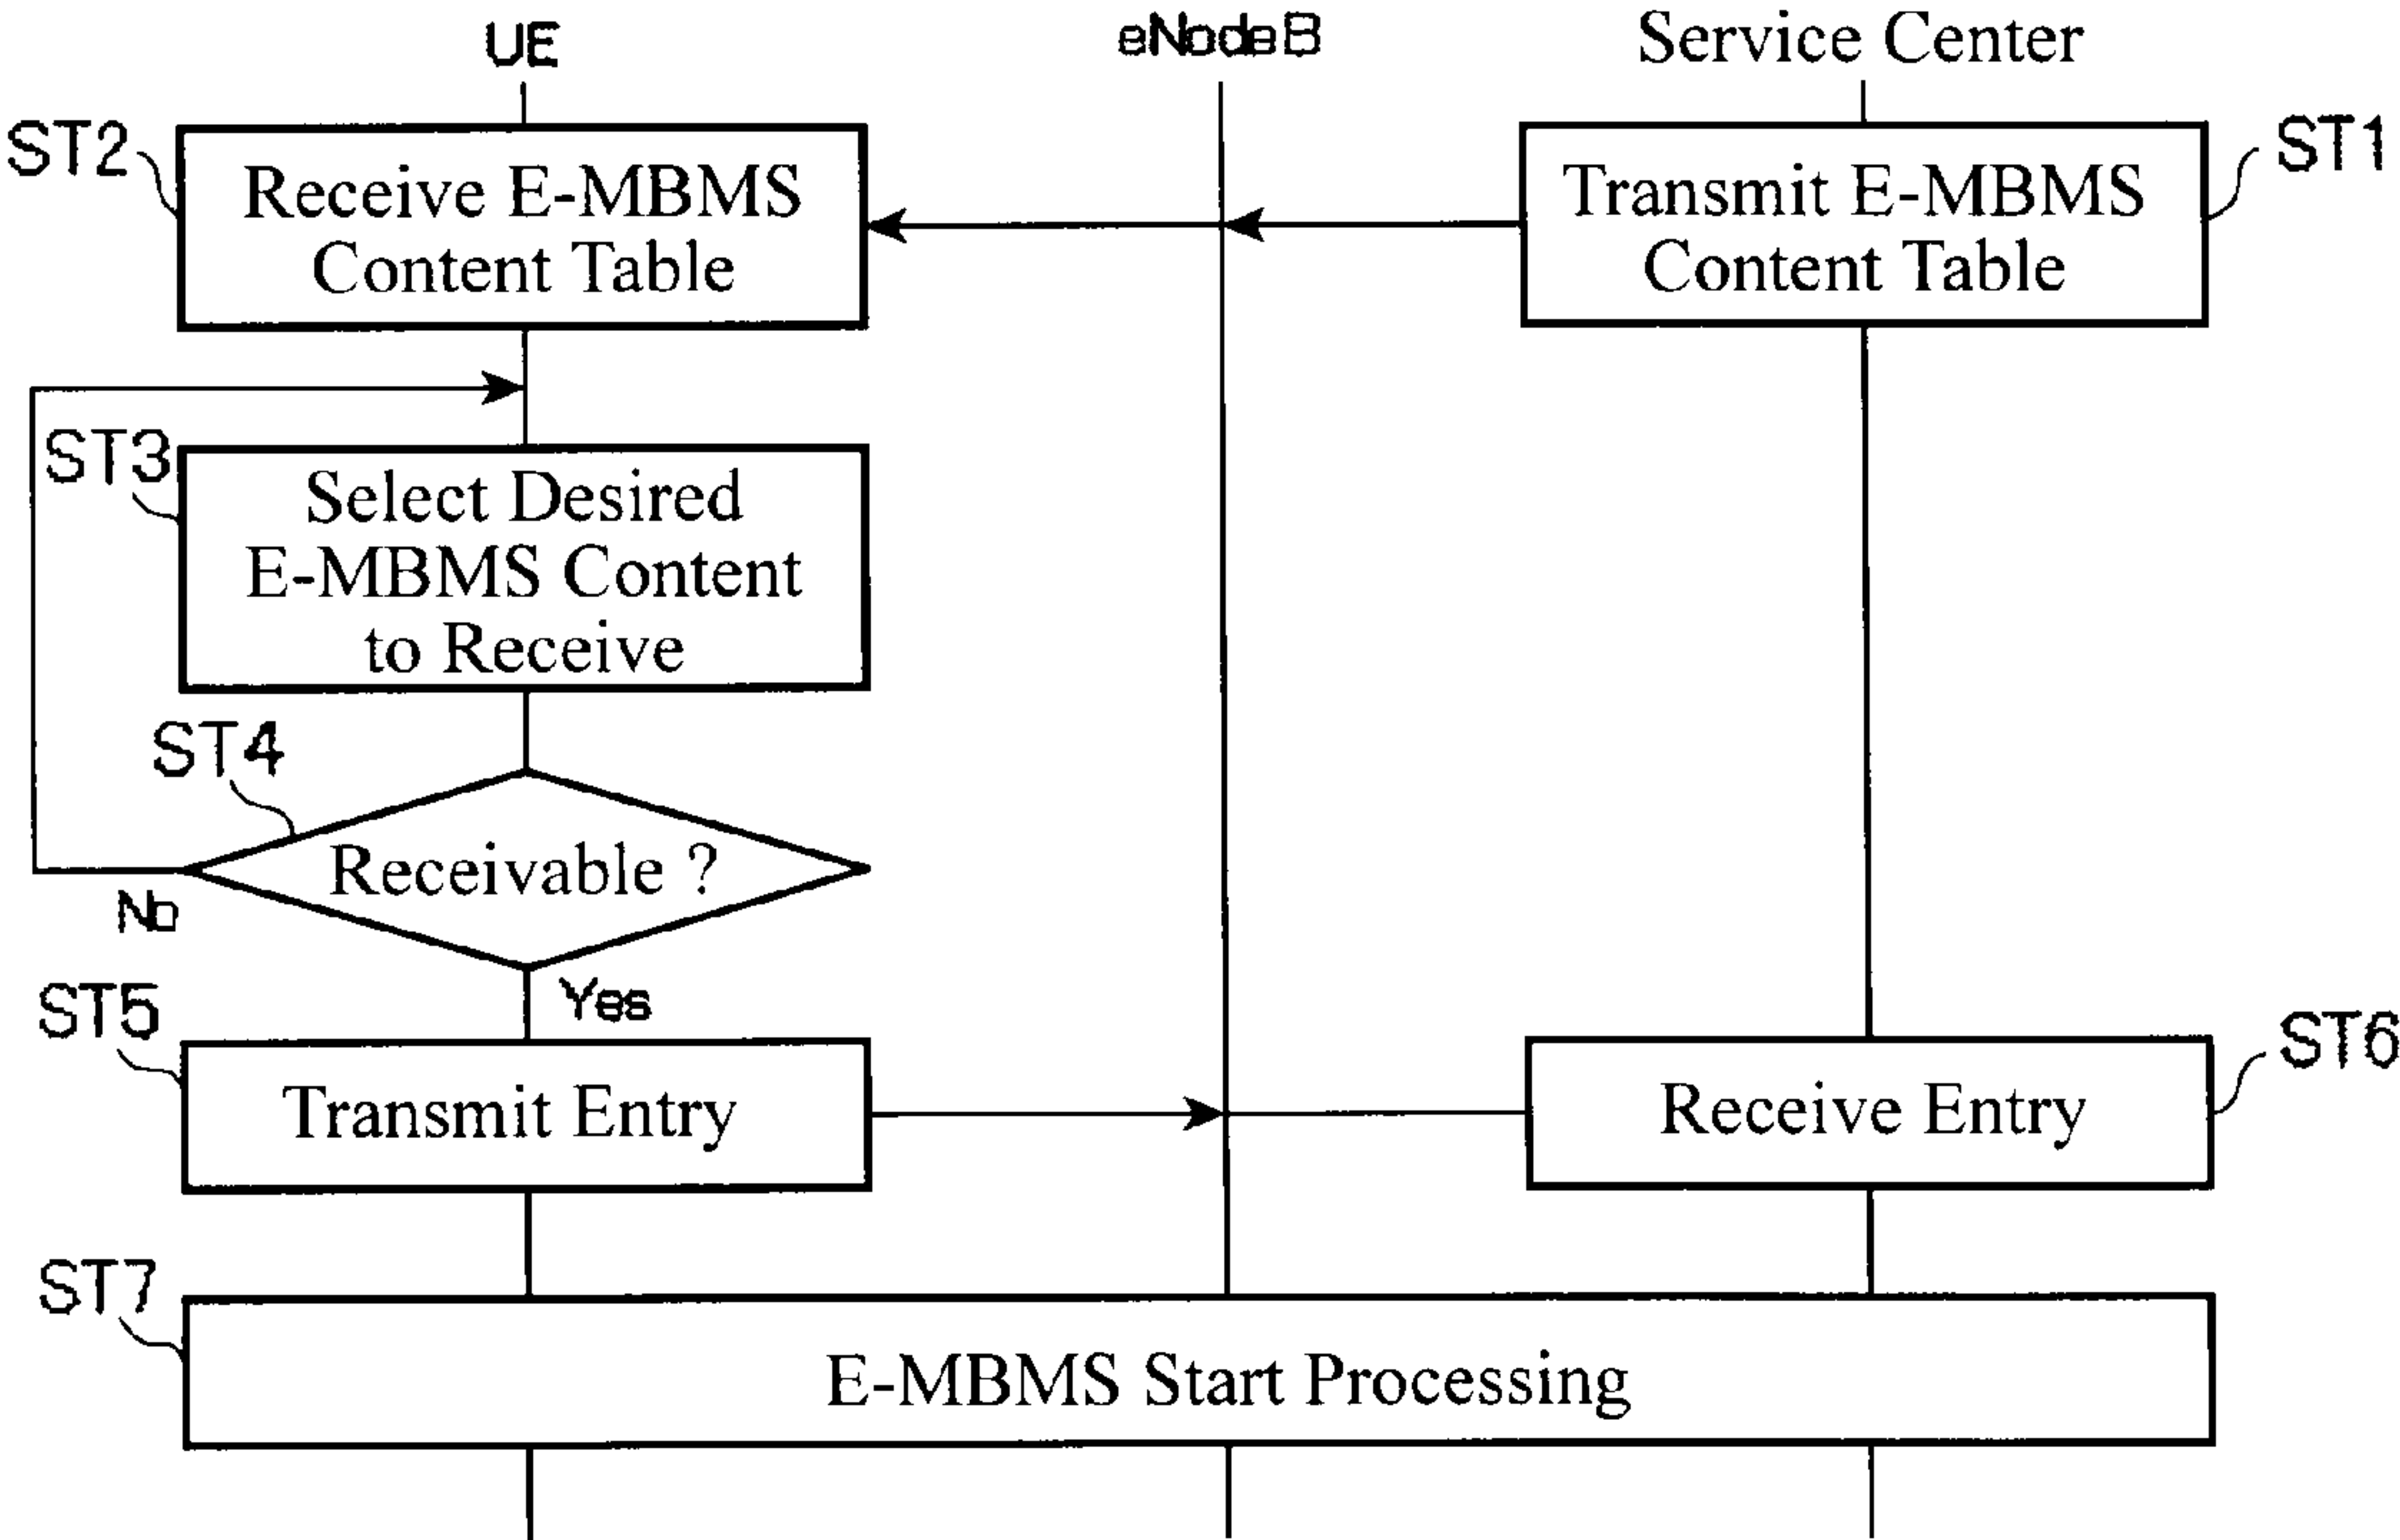 UE
eNodeB
Service Center
ST2
Receive E-MBMS
Content Table
Transmit E-MBMS
Content Table
ST1
ST3
Select Desired
E-MBMS Content
to Receive
ST4
Receivable ?
No
Yes
ST5
Transmit Entry
Receive Entry
ST6
ST7
E-MBMS Start Processing